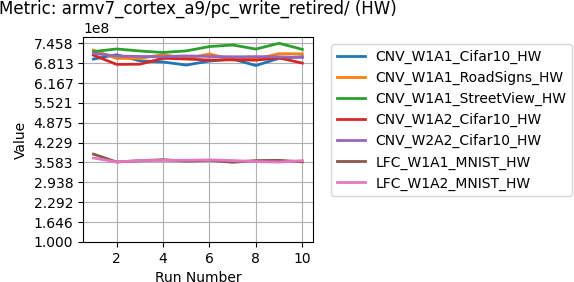 Metric: armv7_cortex_a9/pc_write_retired/ (HW)
1e8
7.458
6.813
6.167
5.521
4.875
4.229
3.583
2.938
2.292
1.646
1.000
Value
2 4 6 8 10
Run Number
CNV_W1A1_Cifar10_HW
CNV_W1A1_RoadSigns_HW
CNV_W1A1_StreetView_HW
CNV_W1A2_Cifar10_HW
CNV_W2A2_Cifar10_HW
LFC_W1A1_MNIST_HW
LFC_W1A2_MNIST_HW